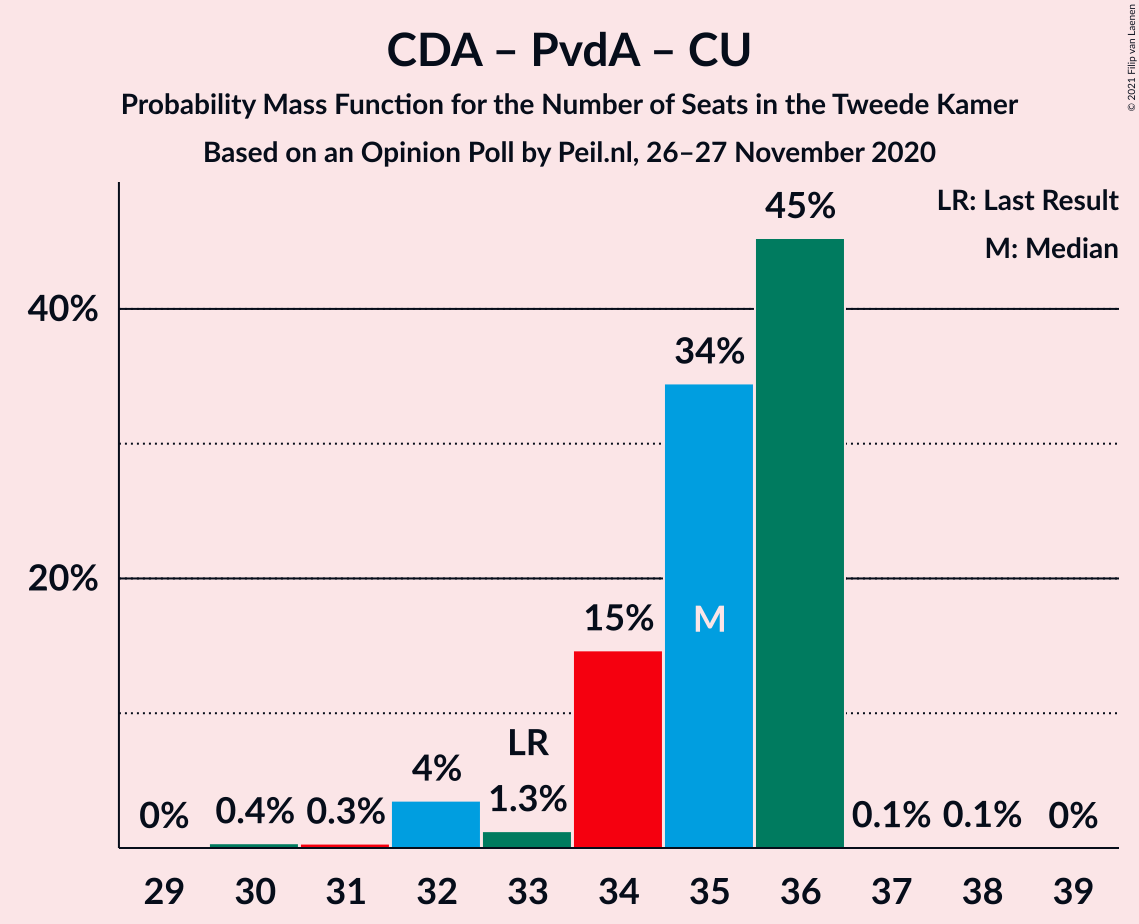 CDA – PvdA – CU
Probability Mass Function for the Number of Seats in the Tweede Kamer
Based on an Opinion Poll by Peil.nl, 26–27 November 2020
© 2021 Filip van Laenen
LR: Last Result
M: Median
40%
20%
0%
0.4%
0.3%
4%
LR
1.3%
15%
34%
M
45%
0.1%
0.1%
0%
29 30 31 32 33 34 35 36 37 38 39